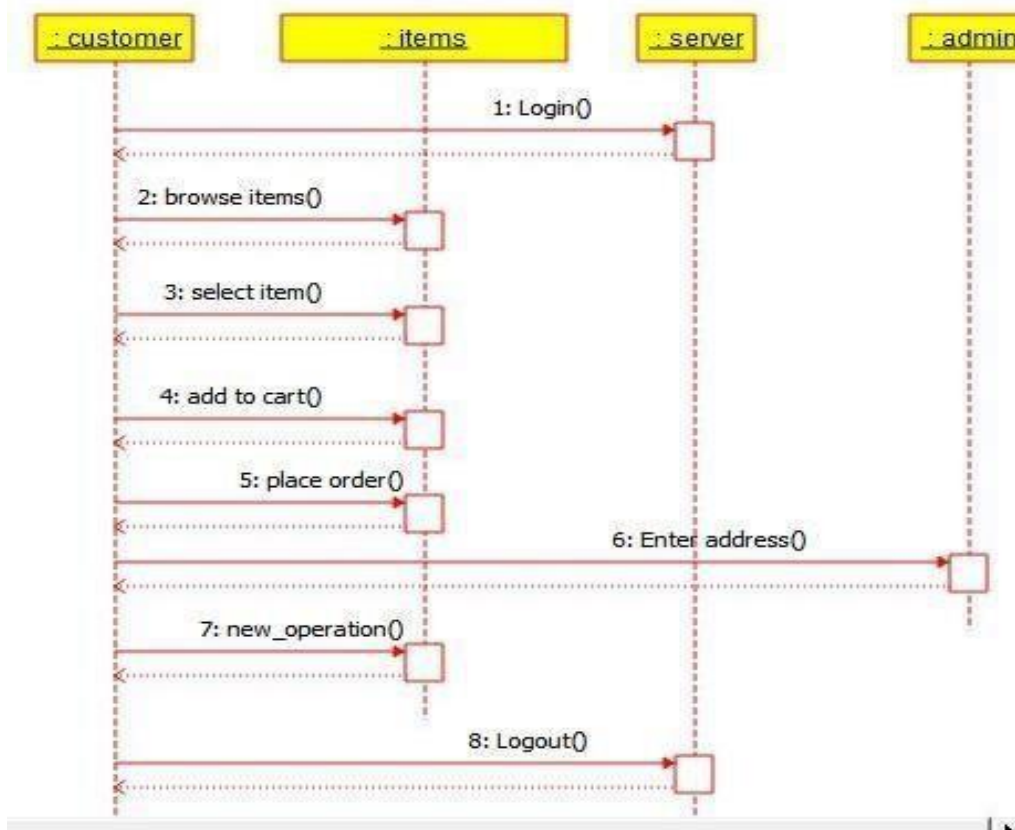 : customer
: items
: server
: admin
1: Login()
2: browse items()
3: select item()
4: add to cart()
5: place order()
6: Enter address()
7: new_operation()
8: Logout()